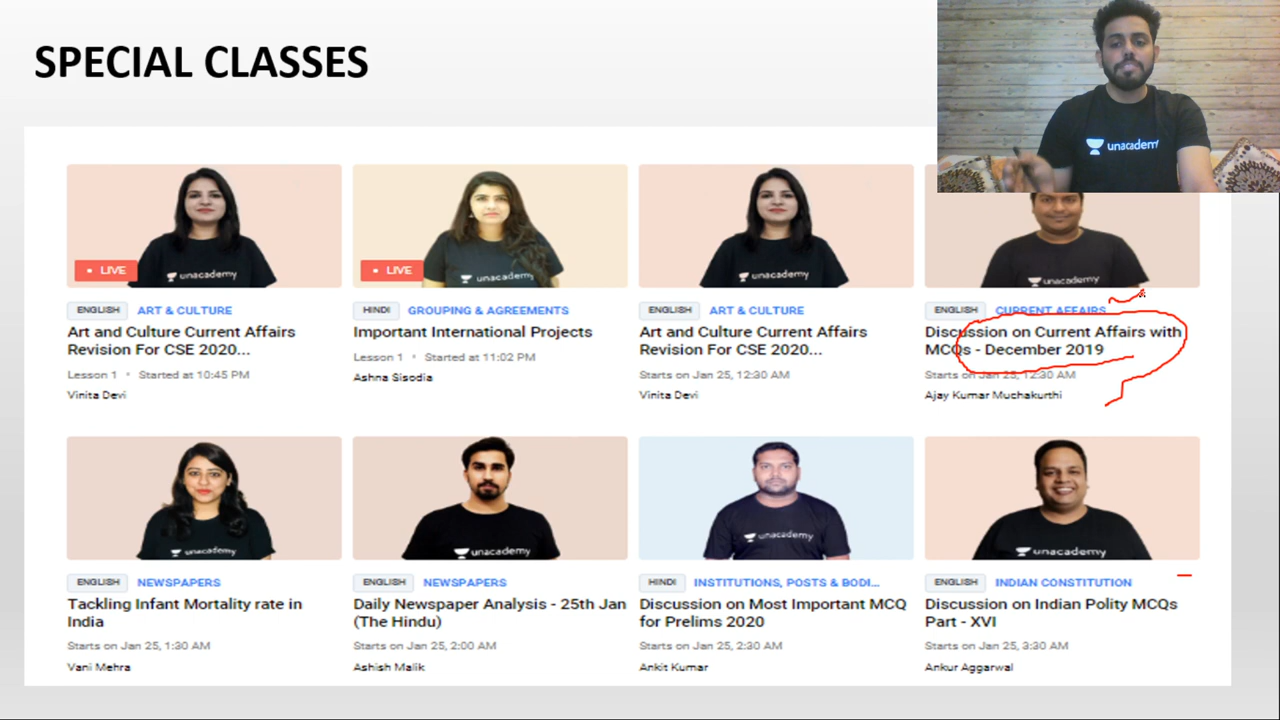 SPECIAL CLASSES
unacademy
LIVE
unacademy
ENGLISH ART & CULTURE
Art and Culture Current Affairs
Revision For CSE 2020...
Lesson 1 • Started at 10:45 PM
Vinita Devi
LIVE
unacademy
HINDI GROUPING & AGREEMENTS
Important International Projects
Lesson 1 • Started at 11:02 PM
Ashna Sisodia
unacademy
ENGLISH ART & CULTURE
Art and Culture Current Affairs
Revision For CSE 2020...
Starts on Jan 25, 12:30 AM
Vinita Devi
unacademy
ENGLISH CURRENT AFFAIRS
Discussion on Current Affairs with
MCQs - December 2019
Starts on Jan 25, 12:30 AM
Ajay Kumar Muchakurthi
unacademy
ENGLISH NEWSPAPERS
Tackling Infant Mortality rate in
India
Starts on Jan 25, 1:30 AM
Vani Mehra
unacademy
ENGLISH NEWSPAPERS
Daily Newspaper Analysis - 25th Jan
(The Hindu)
Starts on Jan 25, 2:00 AM
Ashish Malik
unacademy
HINDI INSTITUTIONS, POSTS & BODI...
Discussion on Most Important MCQ
for Prelims 2020
Starts on Jan 25, 2:30 AM
Ankit Kumar
unacademy
ENGLISH INDIAN CONSTITUTION
Discussion on Indian Polity MCQs
Part - XVI
Starts on Jan 25, 3:30 AM
Ankur Aggarwal